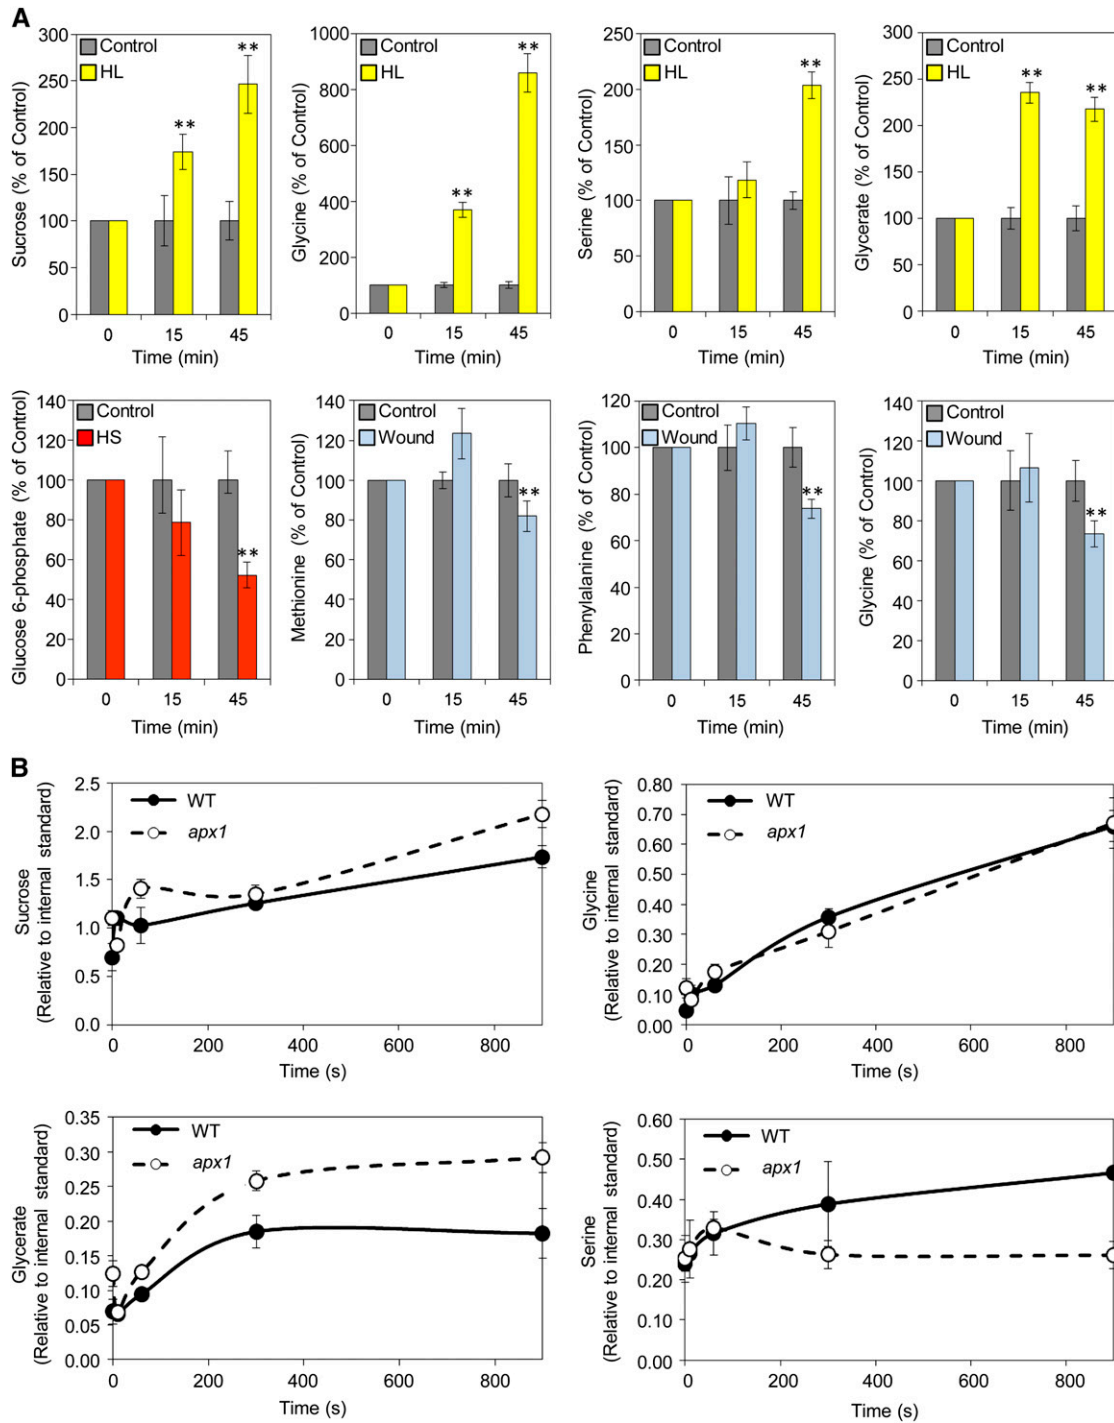 A
Sucrose (% of Control)
300
250
200
150
100
50
0
Control
HL
**
**
0 15 45
Time (min)
Glycine (% of Control)
1000
800
600
400
200
0
Control
HL
**
**
0 15 45
Time (min)
Serine (% of Control)
250
200
150
100
50
0
Control
HL
**
0 15 45
Time (min)
Glycerate (% of Control)
300
250
200
150
100
50
0
Control
HL
**
**
0 15 45
Time (min)
Glucose 6-phosphate (% of Control)
140
120
100
80
60
40
20
0
Control
HS
**
0 15 45
Time (min)
Methionine (% of Control)
140
120
100
80
60
40
20
0
Control
Wound
**
0 15 45
Time (min)
Phenylalanine (% of Control)
120
100
80
60
40
20
0
Control
Wound
**
0 15 45
Time (min)
Glycine (% of Control)
140
120
100
80
60
40
20
0
Control
Wound
**
0 15 45
Time (min)
B
Sucrose
(Relative to internal standard)
2.5
2.0
1.5
1.0
0.5
0.0
WT
apx1
0 200 400 600 800
Time (s)
Glycine
(Relative to internal standard)
0.80
0.70
0.60
0.50
0.40
0.30
0.20
0.10
0.00
WT
apx1
0 200 400 600 800
Time (s)
Glycerate
(Relative to internal standard)
0.35
0.30
0.25
0.20
0.15
0.10
0.05
0.00
WT
apx1
0 200 400 600 800
Time (s)
Serine
(Relative to internal standard)
0.60
0.50
0.40
0.30
0.20
0.10
0.00
WT
apx1
0 200 400 600 800
Time (s)